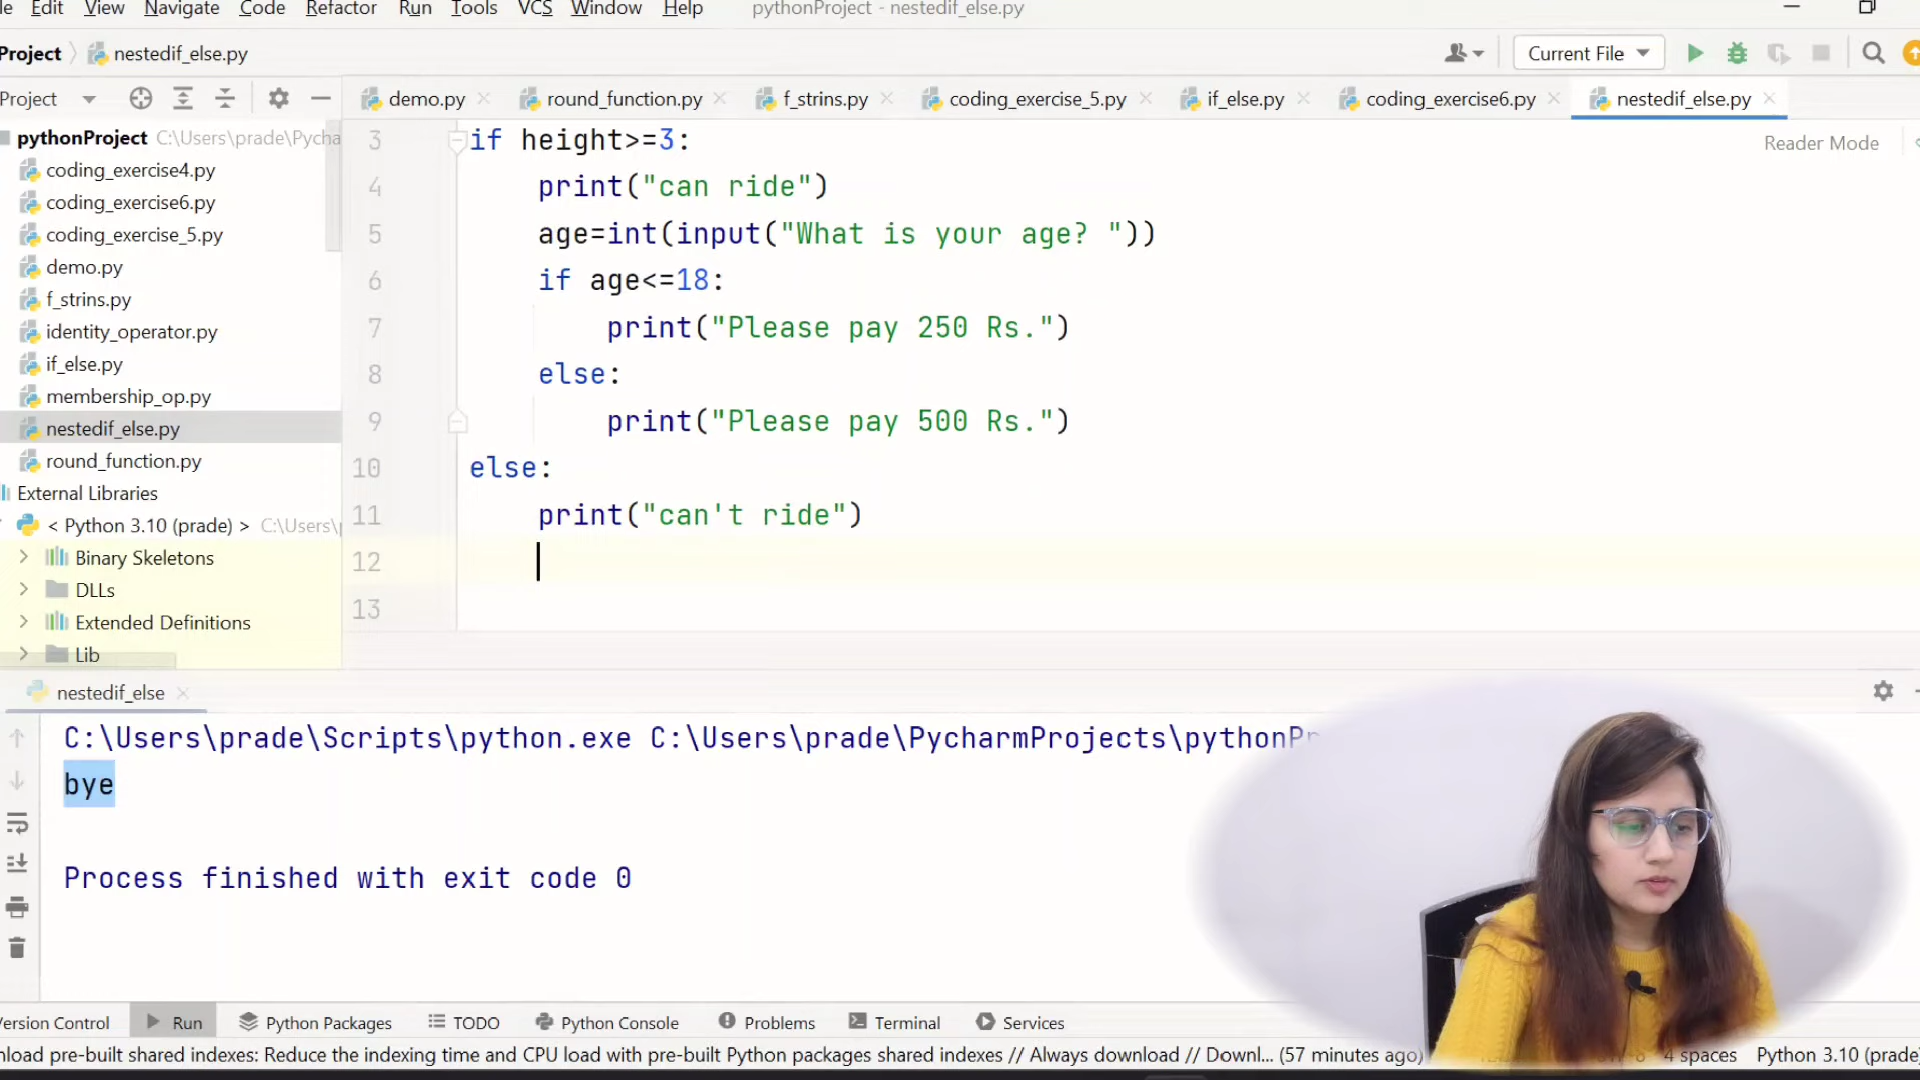 le Edit View Navigate Code Refactor Run Tools VCS Window Help pythonProject - nestedif_else.py
Project nestedif_else.py Current File
Project demo.py round_function.py f_strins.py coding_exercise_5.py if_else.py coding_exercise6.py nestedif_else.py
pythonProject C:\Users\prade\Pycha
coding_exercise4.py
coding_exercise6.py
coding_exercise_5.py
demo.py
f_strins.py
identity_operator.py
if_else.py
membership_op.py
nestedif_else.py
round_function.py
External Libraries
< Python 3.10 (prade) > C:\Users\
Binary Skeletons
DLLs
Extended Definitions
Lib
Reader Mode
3 if height>=3:
4 print("can ride")
5 age=int(input("What is your age? "))
6 if age<=18:
7 print("Please pay 250 Rs.")
8 else:
9 print("Please pay 500 Rs.")
10 else:
11 print("can't ride")
12
13
nestedif_else
C:\Users\prade\Scripts\python.exe C:\Users\prade\PycharmProjects\pythonPr
bye
Process finished with exit code 0
ersion Control Run Python Packages TODO Python Console Problems Terminal Services
nload pre-built shared indexes: Reduce the indexing time and CPU load with pre-built Python packages shared indexes // Always download // Downl... (57 minutes ago) 4 spaces Python 3.10 (prade)